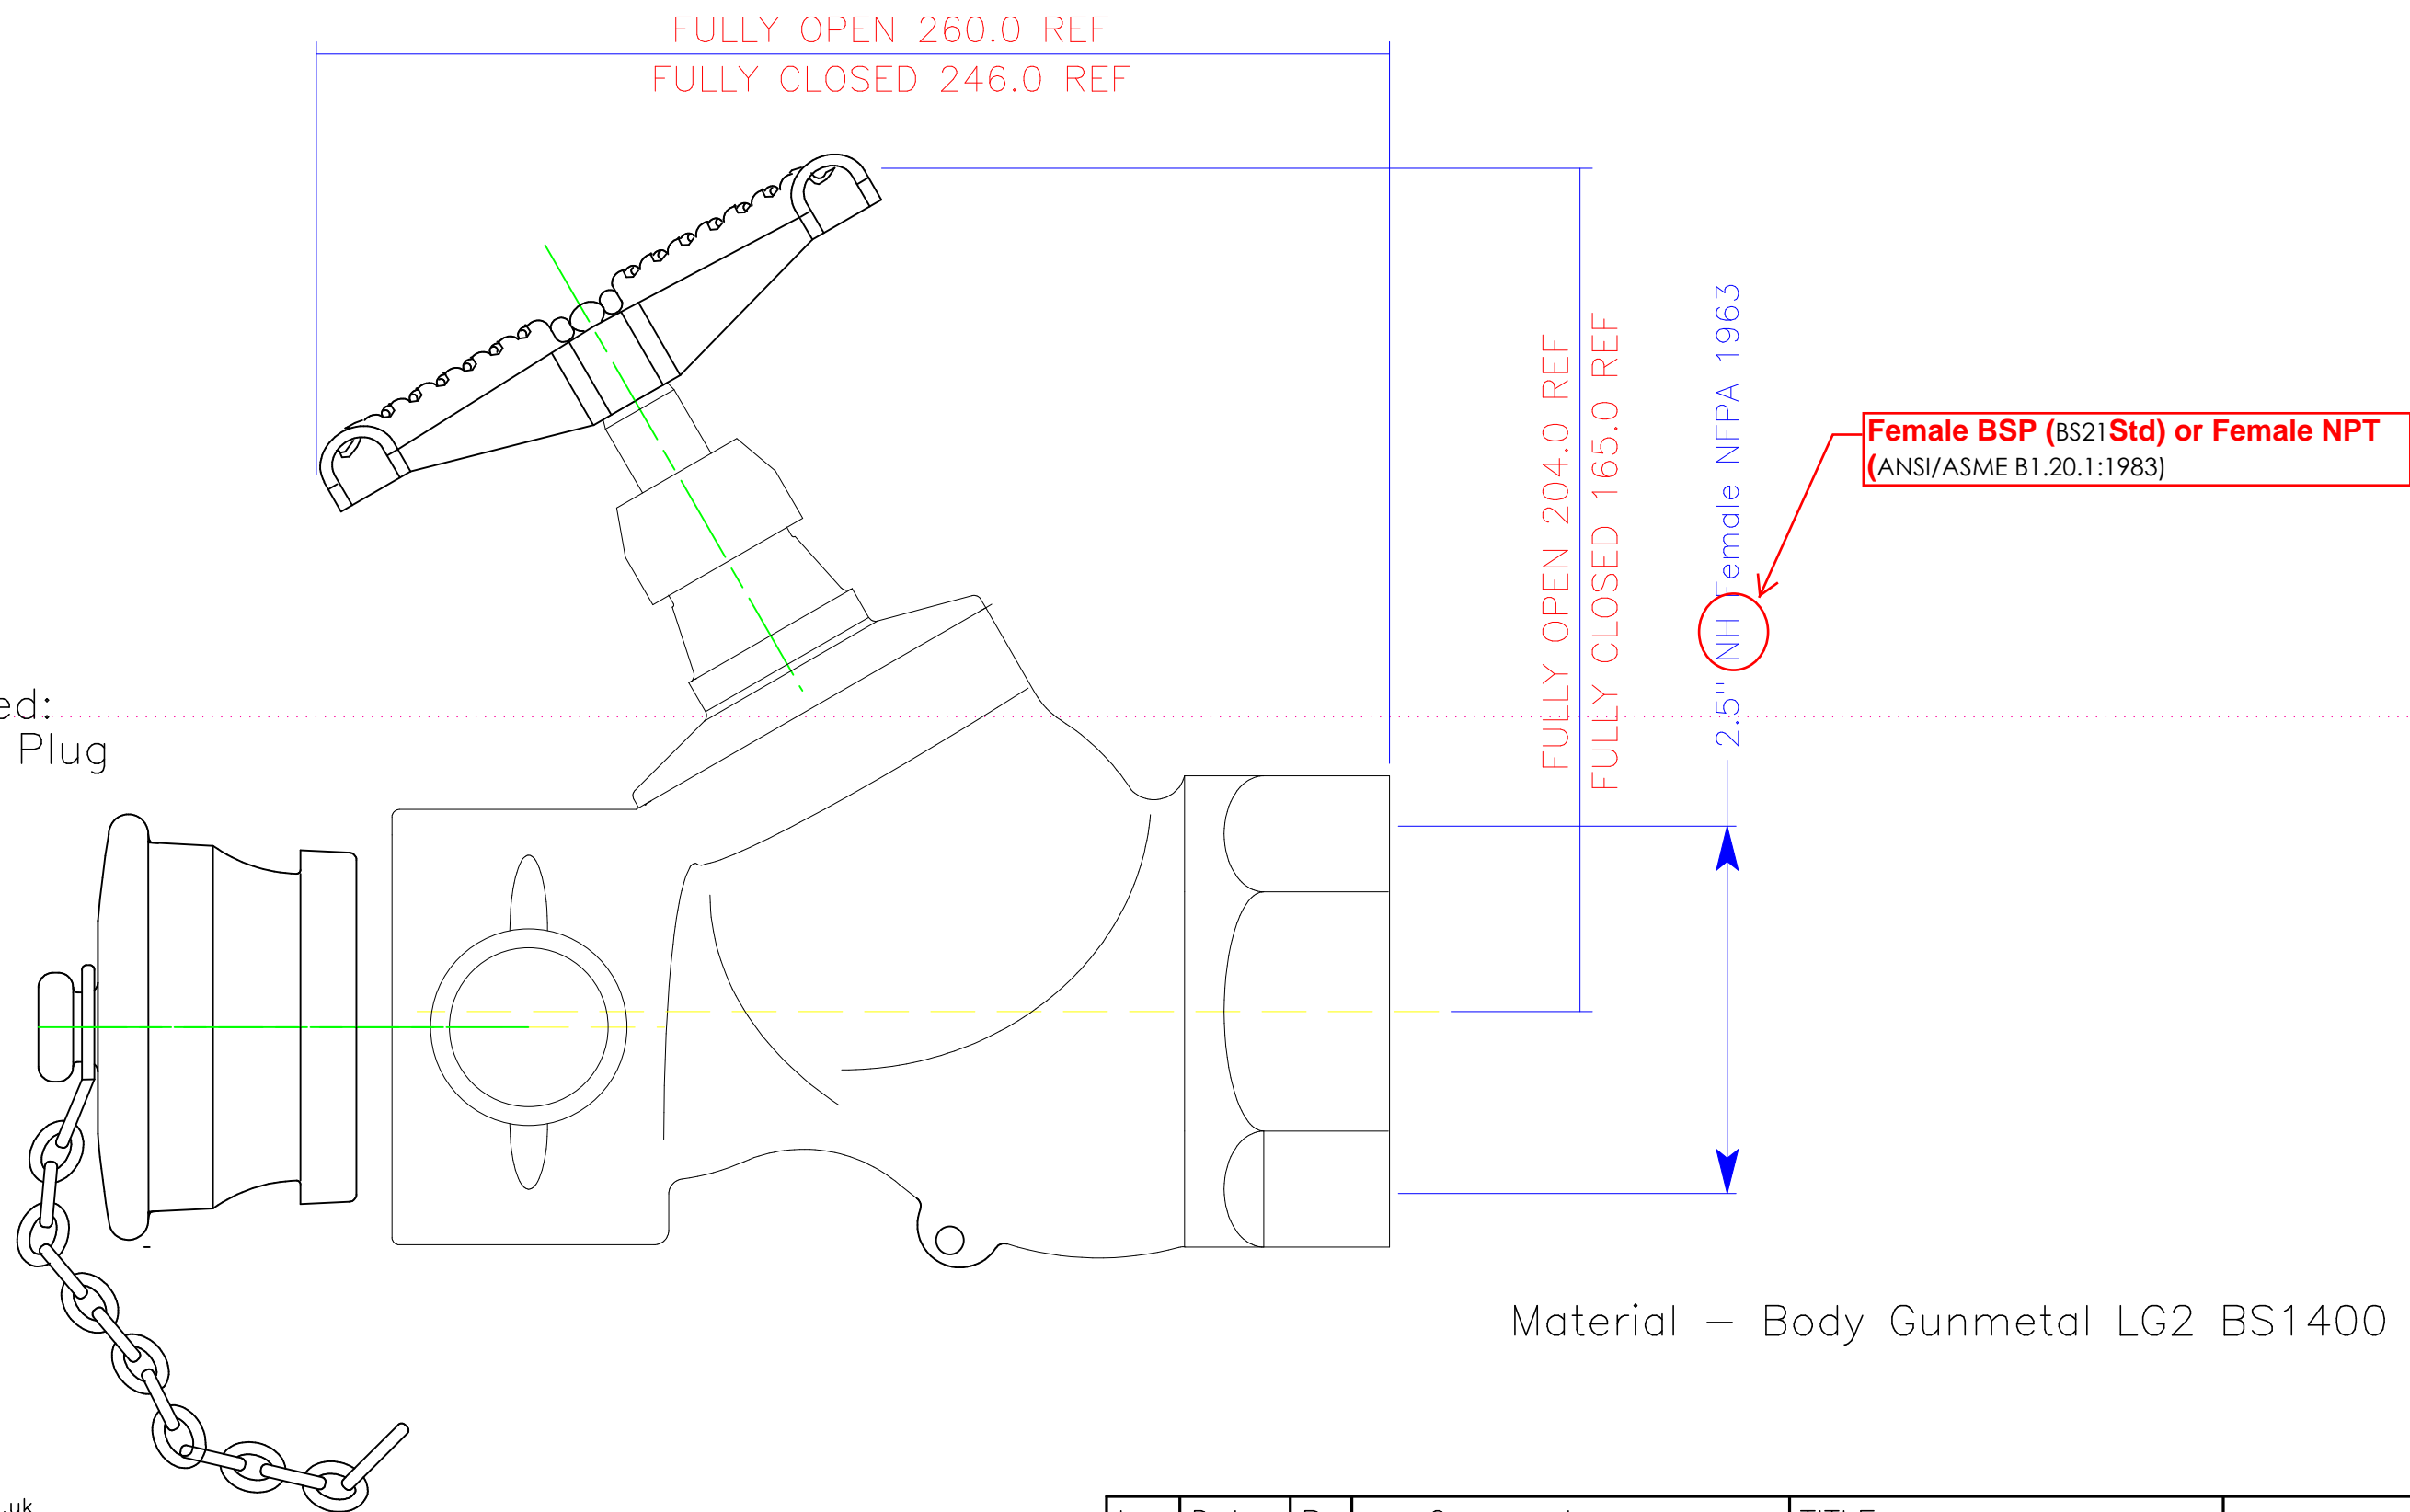 FULLY OPEN 260.0 REF
FULLY CLOSED 246.0 REF
FULLY OPEN 204.0 REF
FULLY CLOSED 165.0 REF
2.5" NH Female NFPA 1963
Female BSP (BS21Std) or Female NPT
(ANSI/ASME B1.20.1:1983)
ed:
Plug
Material – Body Gunmetal LG2 BS1400
.uk
TITLE